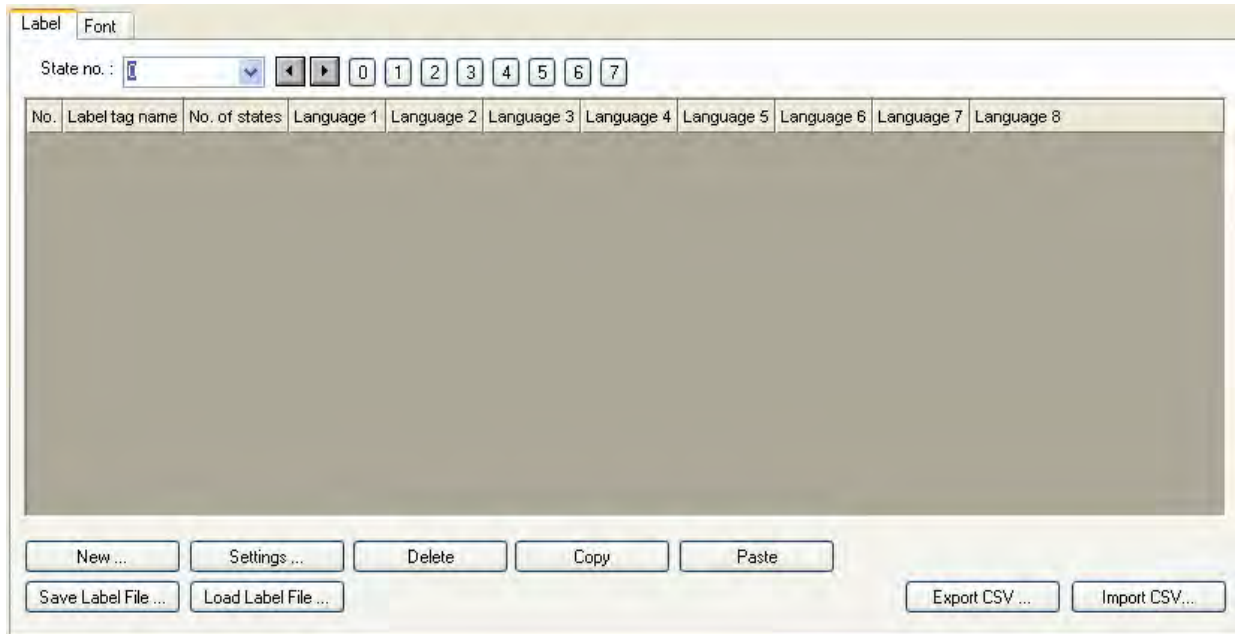 Label Font
State no. : 0 0 1 2 3 4 5 6 7
No. Label tag name No. of states Language 1 Language 2 Language 3 Language 4 Language 5 Language 6 Language 7 Language 8
New ... Settings ... Delete Copy Paste
Save Label File ... Load Label File ... Export CSV ... Import CSV...